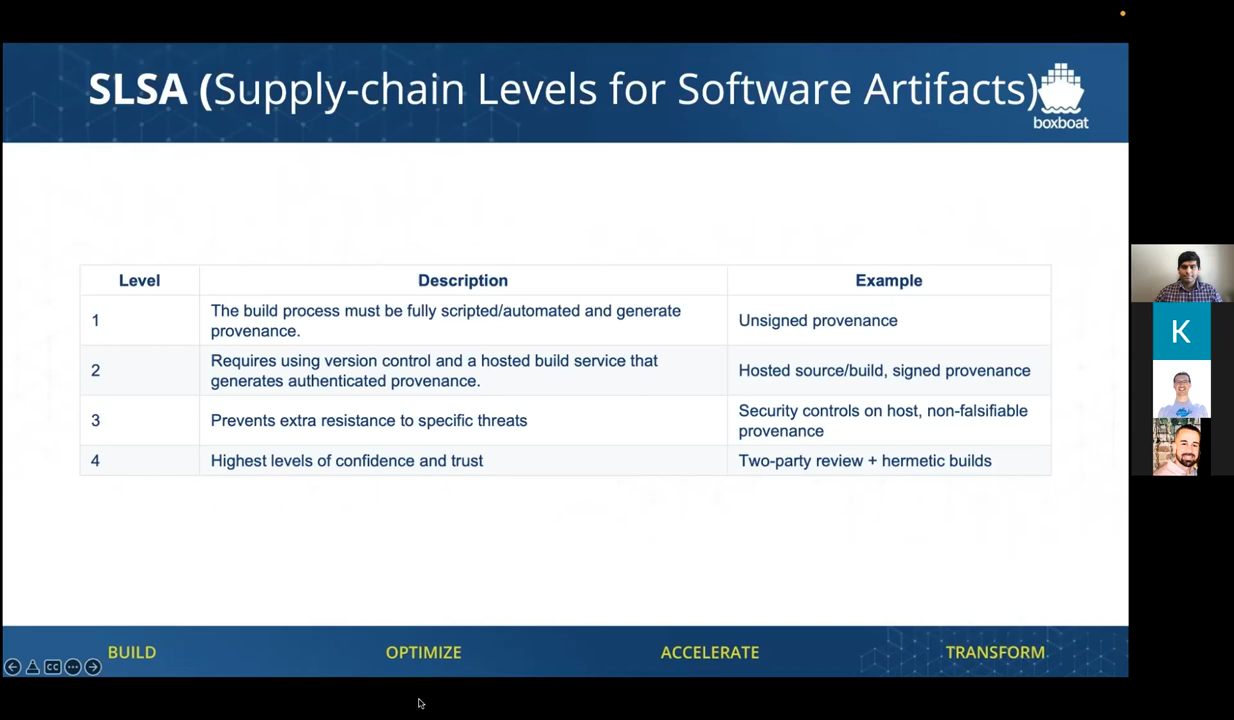 SLSA (Supply-chain Levels for Software Artifacts)
boxboat
Level Description Example
1 The build process must be fully scripted/automated and generate provenance. Unsigned provenance
2 Requires using version control and a hosted build service that generates authenticated provenance. Hosted source/build, signed provenance
3 Prevents extra resistance to specific threats Security controls on host, non-falsifiable provenance
4 Highest levels of confidence and trust Two-party review + hermetic builds
K
BUILD OPTIMIZE ACCELERATE TRANSFORM
CC